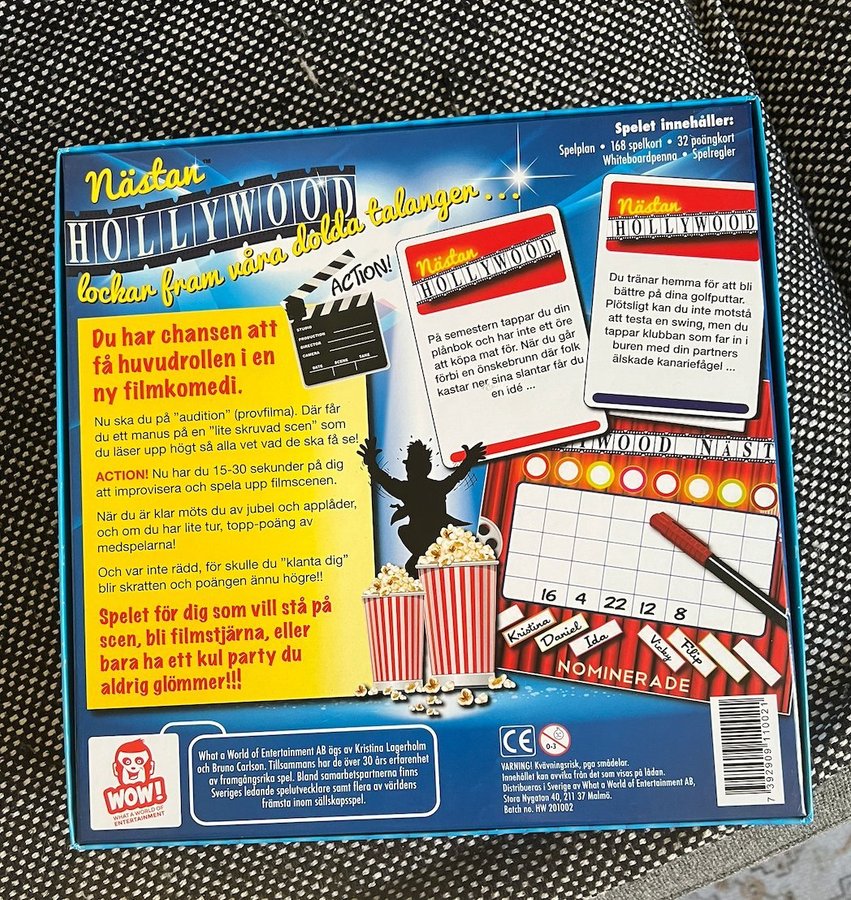 Spelet innehåller:
Spelplan • 168 spelkort • 32 poängkort
Whiteboardpenna • Spelregler
Nästan™
HOLLYWOOD
lockar fram våra dolda talanger ...
ACTION!
STUDIO
PRODUCTION
DIRECTOR
CAMERA
DATE SCENE TAKE
Du har chansen att
få huvudrollen i en
ny filmkomedi.
Nu ska du på "audition" (provfilma). Där får
du ett manus på en "lite skruvad scen" som
du läser upp högt så alla vet vad de ska få se!
ACTION! Nu har du 15-30 sekunder på dig
att improvisera och spela upp filmscenen.
När du är klar möts du av jubel och applåder,
och om du har lite tur, topp-poäng av
medspelarna!
Och var inte rädd, för skulle du "klanta dig"
blir skratten och poängen ännu högre!!
Spelet för dig som vill stå på
scen, bli filmstjärna, eller
bara ha ett kul party du
aldrig glömmer!!!
Nästan
HOLLYWOOD
På semestern tappar du din
plånbok och har inte ett öre
att köpa mat för. När du går
förbi en önskebrunn där folk
kastar ner sina slantar får du
en idé ...
Nästan
HOLLYWOOD
Du tränar hemma för att bli
bättre på dina golfputtar.
Plötsligt kan du inte motstå
att testa en swing, men du
tappar klubban som far in i
buren med din partners
älskade kanariefågel ...
LYWOOD NÄST
16 4 22 12 8
Kristina Daniel Ida Vicky Filip
NOMINERADE
WOW!
WHAT A WORLD OF
ENTERTAINMENT
What a World of Entertainment AB ägs av Kristina Lagerholm
och Bruno Carlson. Tillsammans har de över 30 års erfarenhet
av framgångsrika spel. Bland samarbetspartnerna finns
Sveriges ledande spelutvecklare samt flera av världens
främsta inom sällskapsspel.
CE
0-3
VARNING! Kvävningsrisk, pga smådelar.
Innehållet kan avvika från det som visas på lådan.
Distribueras i Sverige av What a World of Entertainment AB,
Stora Nygatan 40, 211 37 Malmö.
Batch no. HW 201002
7 392909 110021